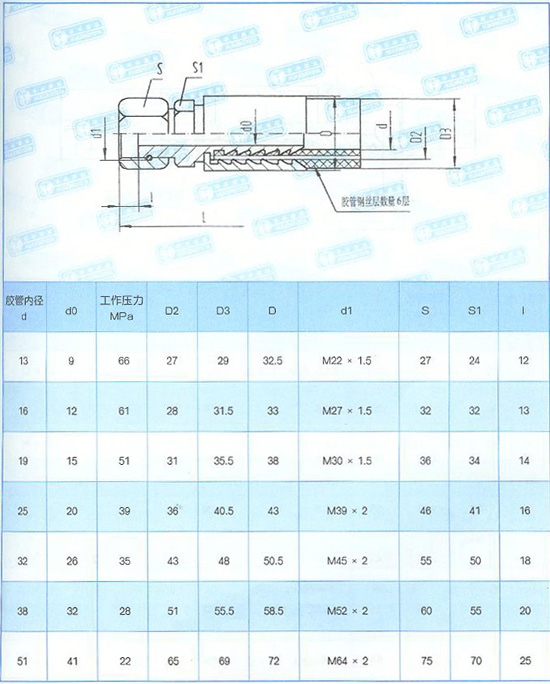 S
S1
d1
d0
D
d
D2
D3
l
L
胶管钢丝层数量6层
胶管内径 d0 工作压力 D2 D3 D d1 S S1 l
d MPa
13 9 66 27 29 32.5 M22 × 1.5 27 24 12
16 12 61 28 31.5 33 M27 × 1.5 32 32 13
19 15 51 31 35.5 38 M30 × 1.5 36 34 14
25 20 39 36 40.5 43 M39 × 2 46 41 16
32 26 35 43 48 50.5 M45 × 2 55 50 18
38 32 28 51 55.5 58.5 M52 × 2 60 55 20
51 41 22 65 69 72 M64 × 2 75 70 25